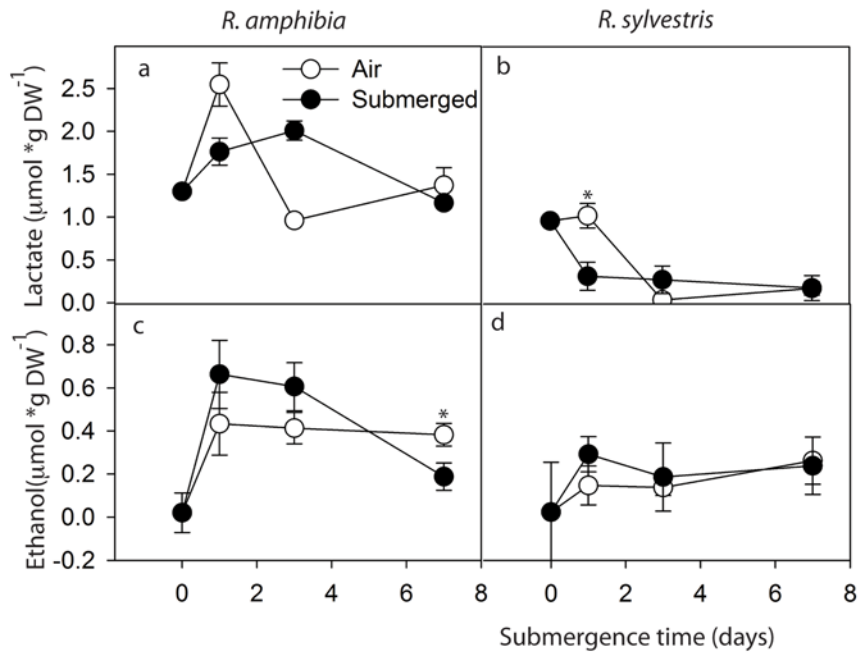 R. amphibia
R. sylvestris
a
Air
Submerged
b
*
2.5
2.0
1.5
1.0
0.5
0.0
Lactate (μmol *g DW⁻¹)
c
*
d
0.8
0.6
0.4
0.2
0.0
-0.2
Ethanol(μmol *g DW⁻¹)
0 2 4 6 8 0 2 4 6 8
Submergence time (days)